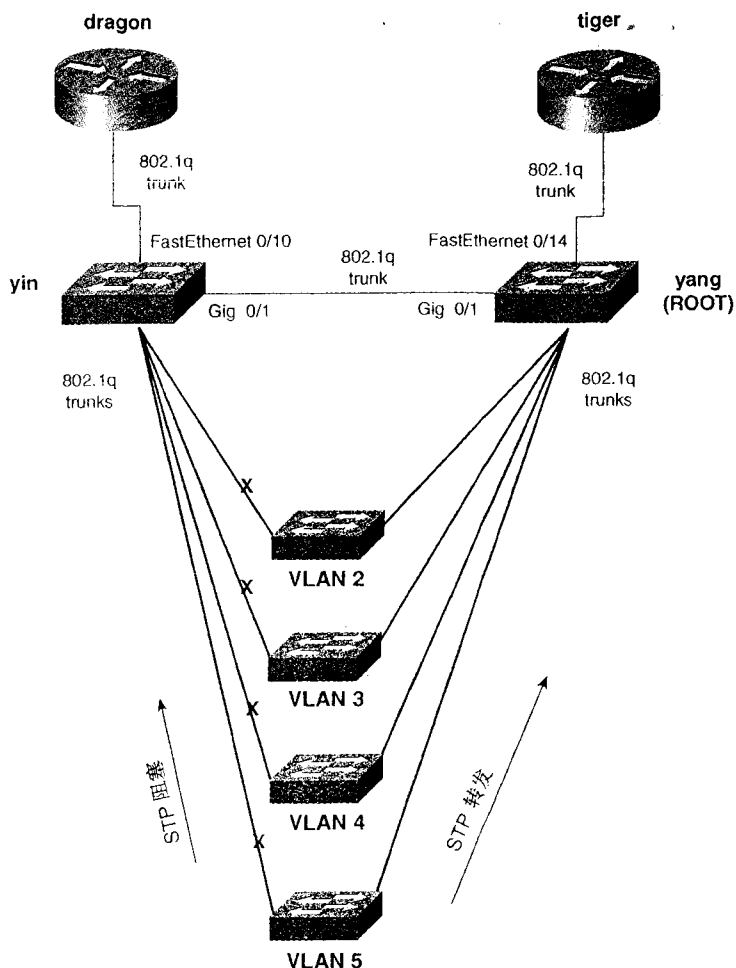 dragon
tiger
802.1q
trunk
802.1q
trunk
FastEthernet 0/10
802.1q
trunk
FastEthernet 0/14
yin
yang
(ROOT)
Gig 0/1
Gig 0/1
802.1q
trunks
802.1q
trunks
X
VLAN 2
X
VLAN 3
X
VLAN 4
X
VLAN 5
STP 阻塞
STP 转发